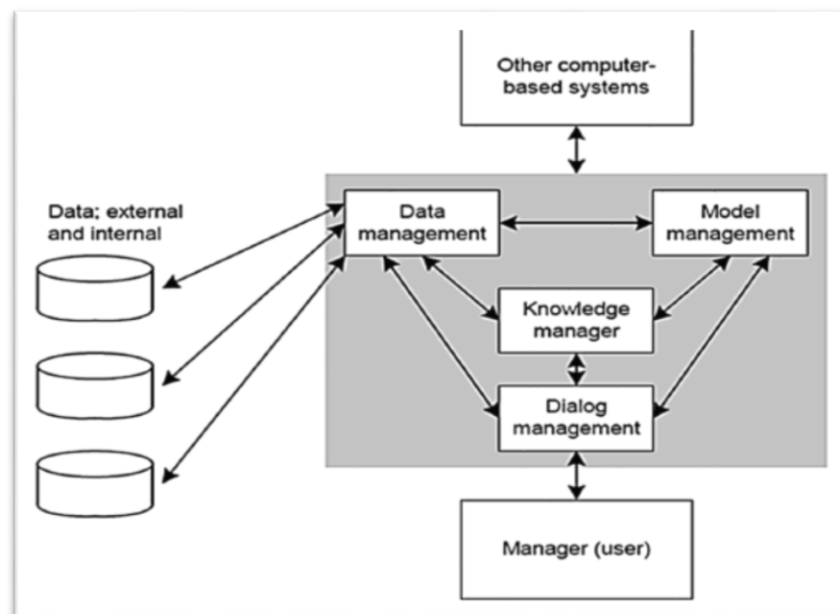 Other computer-
based systems
Data; external
and internal
Data
management
Model
management
Knowledge
manager
Dialog
management
Manager (user)